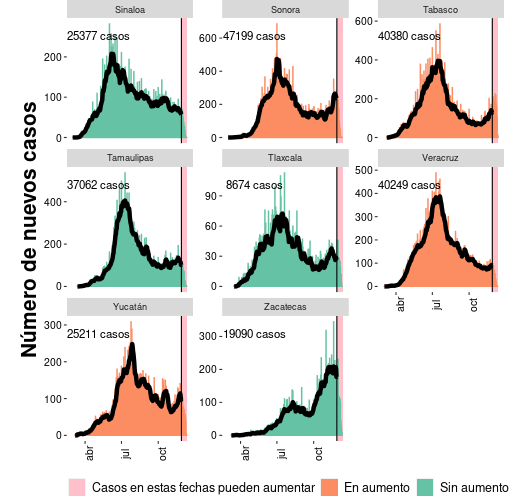 Número de nuevos casos
Sinaloa
25377 casos
200
100
0
Sonora
47199 casos
600
400
200
0
Tabasco
40380 casos
600
400
200
0
Tamaulipas
37062 casos
400
200
0
Tlaxcala
8674 casos
90
60
30
0
Veracruz
40249 casos
500
400
300
200
100
0
abr
jul
oct
Yucatán
25211 casos
300
200
100
0
abr
jul
oct
Zacatecas
19090 casos
300
200
100
0
abr
jul
oct
Casos en estas fechas pueden aumentar
En aumento
Sin aumento